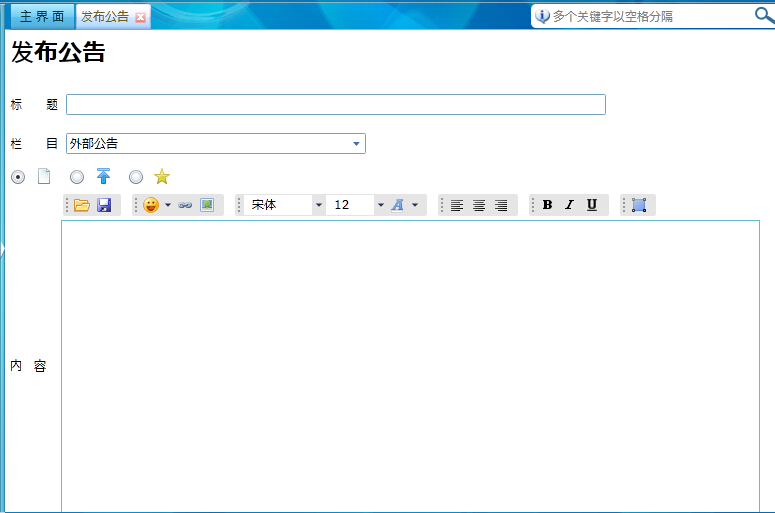 主 界 面 发布公告 多个关键字以空格分隔
发布公告
标 题
栏 目 外部公告
宋体 12 A B I U
内 容